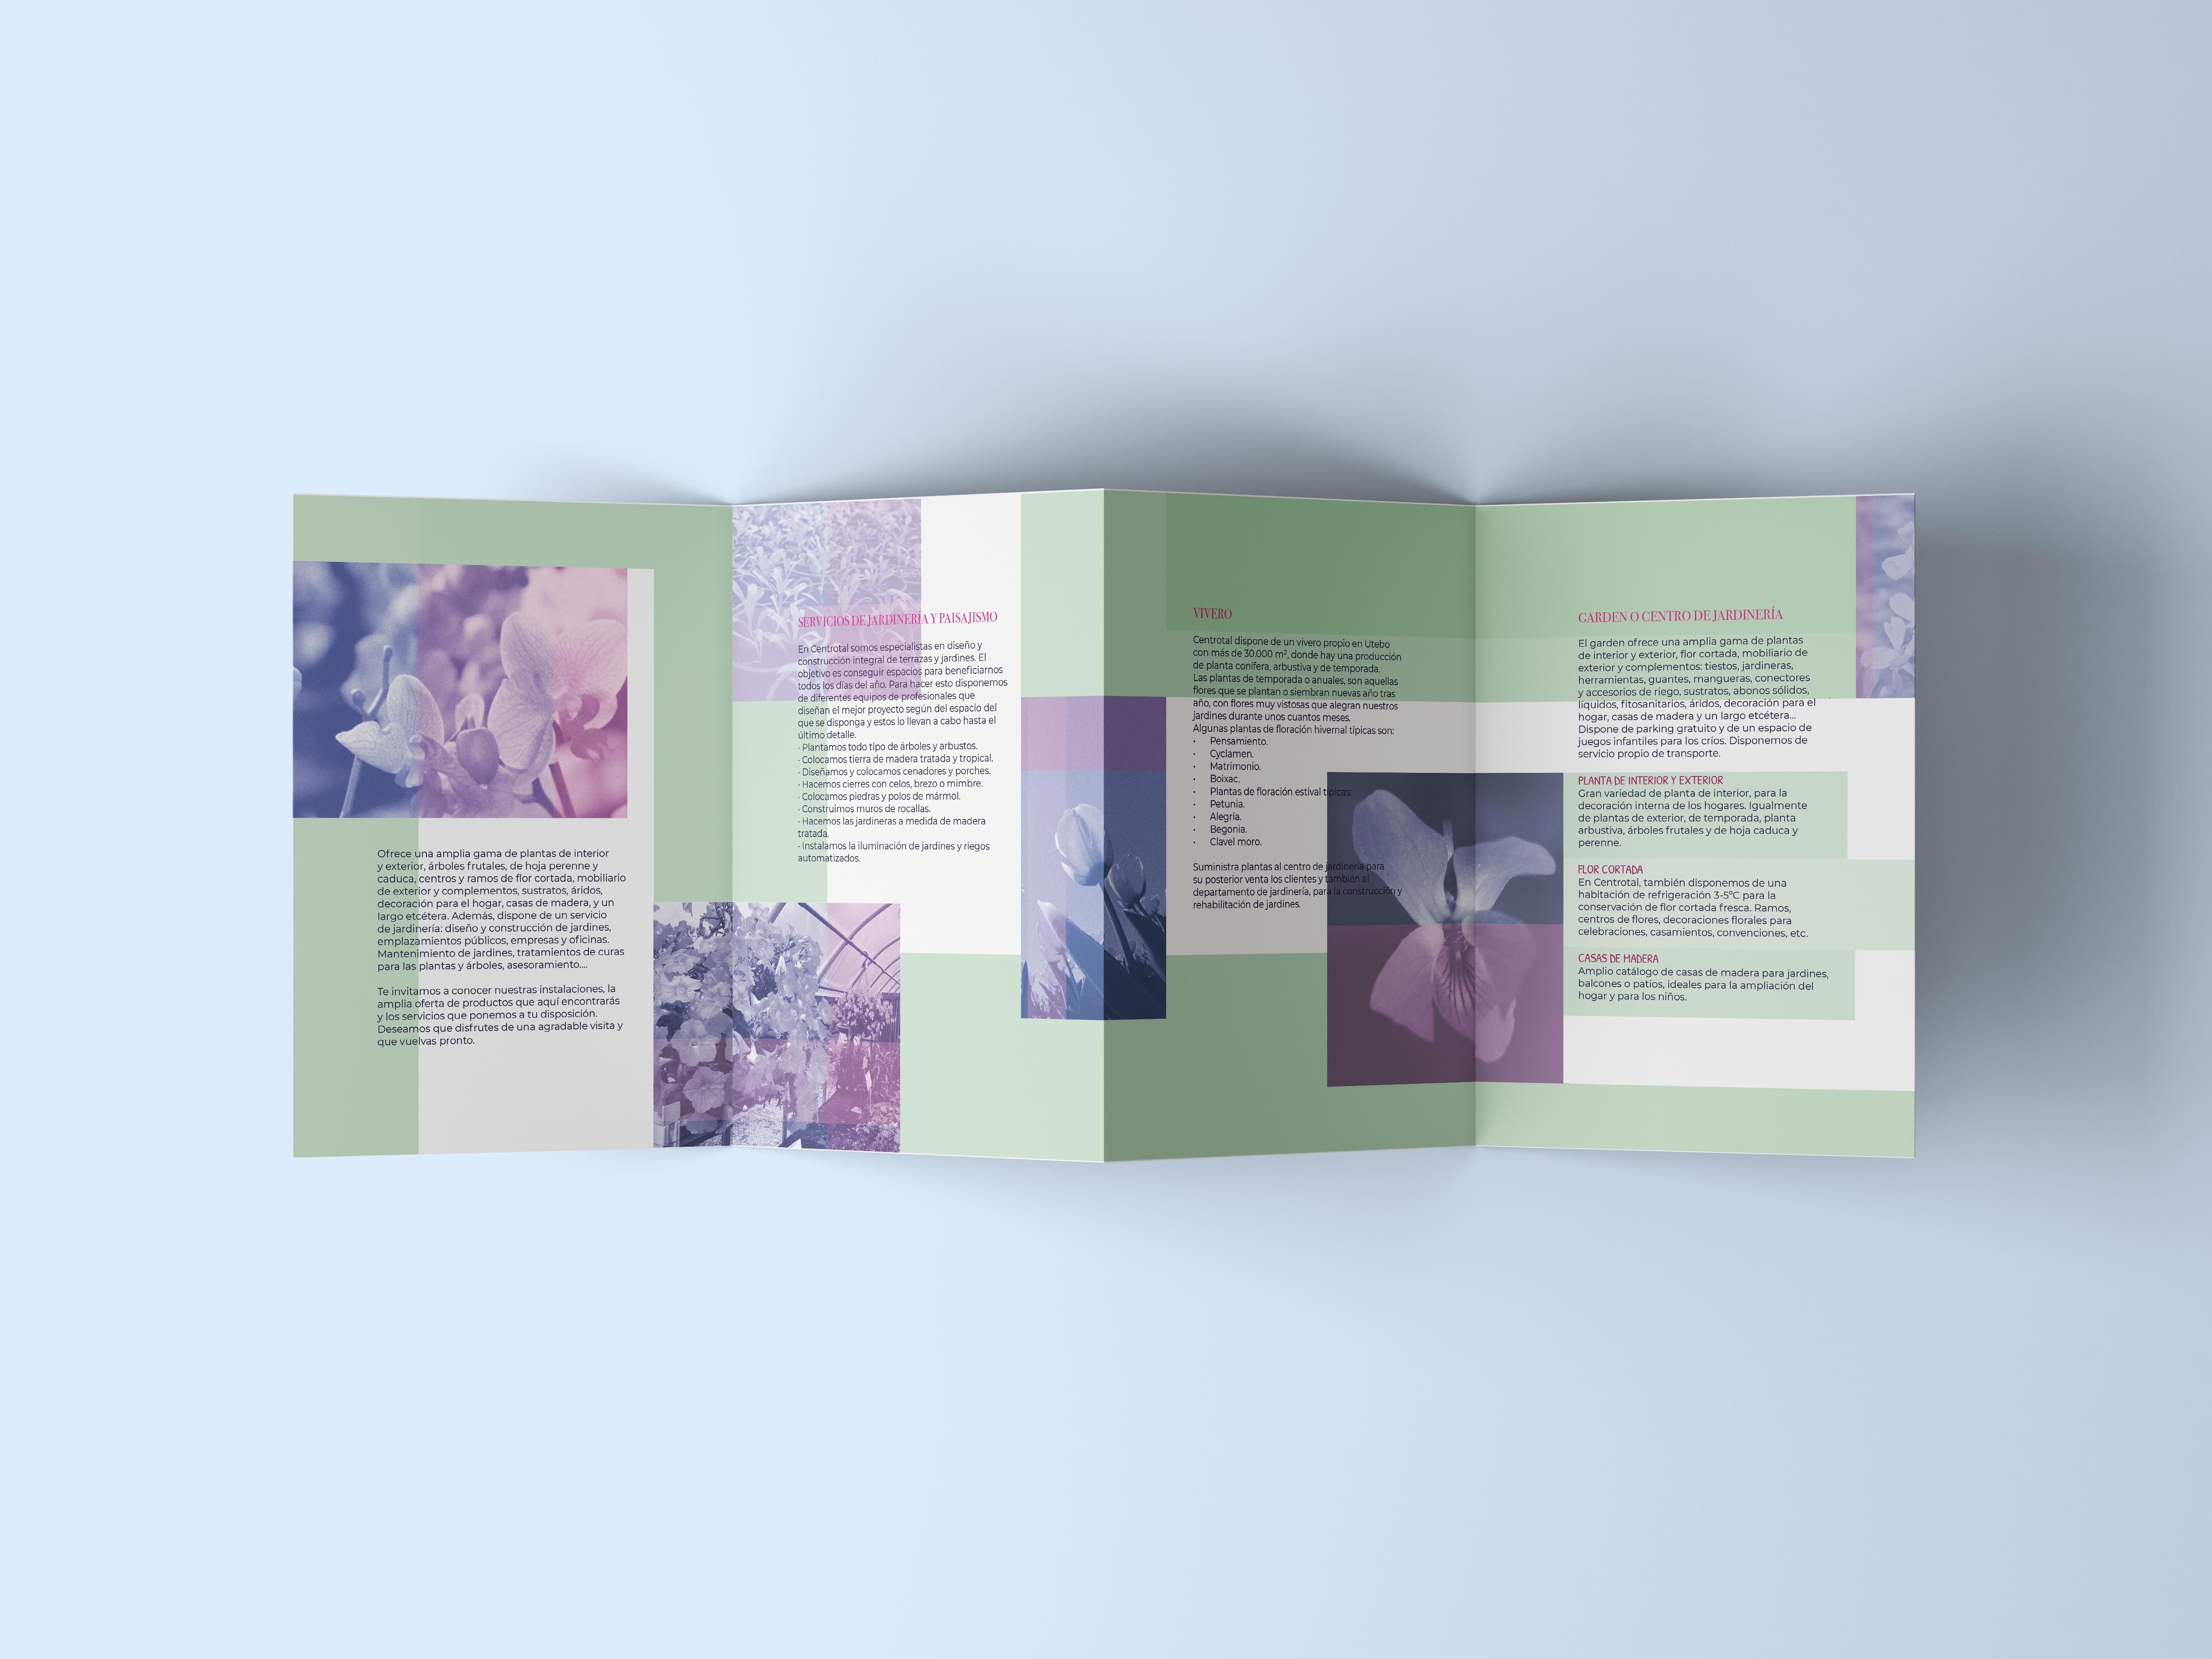 Ofrece una amplia gama de plantas de interior
y exterior, árboles frutales, de hoja perenne y
caduca, centros y ramos de flor cortada, mobiliario
de exterior y complementos, sustratos, áridos,
decoración para el hogar, casas de madera, y un
largo etcétera. Además, dispone de un servicio
de jardinería: diseño y construcción de jardines,
emplazamientos públicos, empresas y oficinas.
Mantenimiento de jardines, tratamientos de curas
para las plantas y árboles, asesoramiento....
Te invitamos a conocer nuestras instalaciones, la
amplia oferta de productos que aquí encontrarás
y los servicios que ponemos a tu disposición.
Deseamos que disfrutes de una agradable visita y
que vuelvas pronto.
SERVICIOS DE JARDINERÍA Y PAISAJISMO
En Centrotal somos especialistas en diseño y
construcción integral de terrazas y jardines. El
objetivo es conseguir espacios para beneficiarnos
todos los días del año. Para hacer esto disponemos
de diferentes equipos de profesionales que
diseñan el mejor proyecto según del espacio del
que se disponga y estos lo llevan a cabo hasta el
último detalle.
· Plantamos todo tipo de árboles y arbustos.
· Colocamos tierra de madera tratada y tropical.
· Diseñamos y colocamos cenadores y porches.
· Hacemos cierres con celos, brezo o mimbre.
· Colocamos piedras y polos de mármol.
· Construimos muros de rocallas.
· Hacemos las jardineras a medida de madera
tratada.
· Instalamos la iluminación de jardines y riegos
automatizados.
VIVERO
Centrotal dispone de un vivero propio en Utebo
con más de 30.000 m², donde hay una producción
de planta conífera, arbustiva y de temporada.
Las plantas de temporada o anuales, son aquellas
flores que se plantan o siembran nuevas año tras
año, con flores muy vistosas que alegran nuestros
jardines durante unos cuantos meses.
Algunas plantas de floración hivernal típicas son:
• Pensamiento.
• Cyclamen.
• Matrimonio.
• Boixac.
• Plantas de floración estival típicas:
• Petunia.
• Alegría.
• Begonia.
• Clavel moro.
Suministra plantas al centro de jardinería para
su posterior venta los clientes y también al
departamento de jardinería, para la construcción y
rehabilitación de jardines.
GARDEN O CENTRO DE JARDINERÍA
El garden ofrece una amplia gama de plantas
de interior y exterior, flor cortada, mobiliario de
exterior y complementos: tiestos, jardineras,
herramientas, guantes, mangueras, conectores
y accesorios de riego, sustratos, abonos sólidos,
líquidos, fitosanitarios, áridos, decoración para el
hogar, casas de madera y un largo etcétera...
Dispone de parking gratuito y de un espacio de
juegos infantiles para los críos. Disponemos de
servicio propio de transporte.
PLANTA DE INTERIOR Y EXTERIOR
Gran variedad de planta de interior, para la
decoración interna de los hogares. Igualmente
de plantas de exterior, de temporada, planta
arbustiva, árboles frutales y de hoja caduca y
perenne.
FLOR CORTADA
En Centrotal, también disponemos de una
habitación de refrigeración 3-5°C para la
conservación de flor cortada fresca. Ramos,
centros de flores, decoraciones florales para
celebraciones, casamientos, convenciones, etc.
CASAS DE MADERA
Amplio catálogo de casas de madera para jardines,
balcones o patios, ideales para la ampliación del
hogar y para los niños.